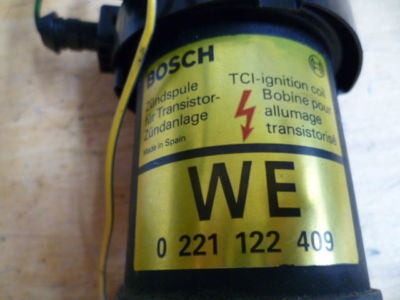 BOSCH
Zündspule
für Transistor-
Zündanlage
Made in Spain
TCI-ignition coil
Bobine pour
allumage
transistorisé
WE
0 221 122 409